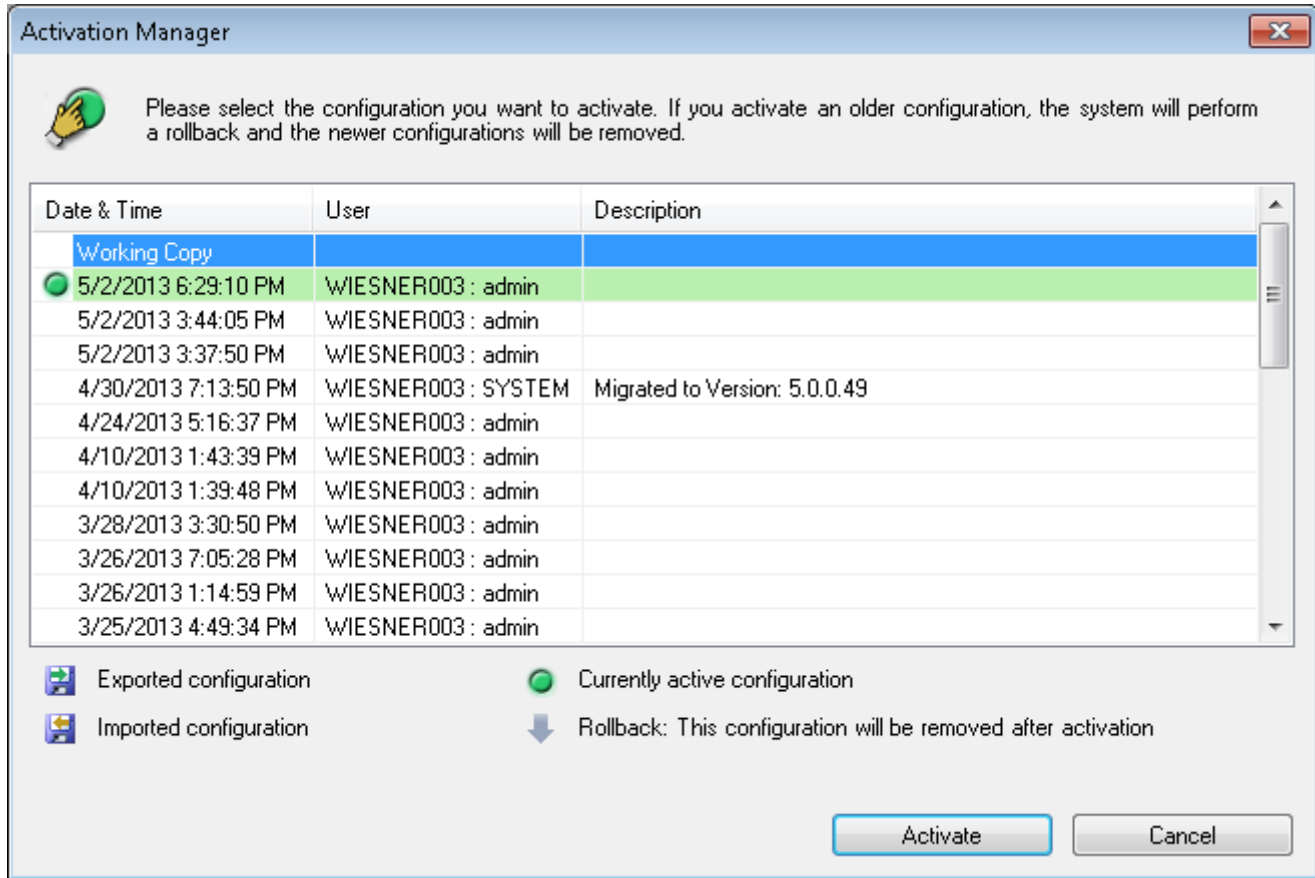 Activation Manager
Please select the configuration you want to activate. If you activate an older configuration, the system will perform
a rollback and the newer configurations will be removed.
Date & Time User Description
Working Copy
5/2/2013 6:29:10 PM WIESNER003 : admin
5/2/2013 3:44:05 PM WIESNER003 : admin
5/2/2013 3:37:50 PM WIESNER003 : admin
4/30/2013 7:13:50 PM WIESNER003 : SYSTEM Migrated to Version: 5.0.0.49
4/24/2013 5:16:37 PM WIESNER003 : admin
4/10/2013 1:43:39 PM WIESNER003 : admin
4/10/2013 1:39:48 PM WIESNER003 : admin
3/28/2013 3:30:50 PM WIESNER003 : admin
3/26/2013 7:05:28 PM WIESNER003 : admin
3/26/2013 1:14:59 PM WIESNER003 : admin
3/25/2013 4:49:34 PM WIESNER003 : admin
Exported configuration Currently active configuration
Imported configuration Rollback: This configuration will be removed after activation
Activate Cancel